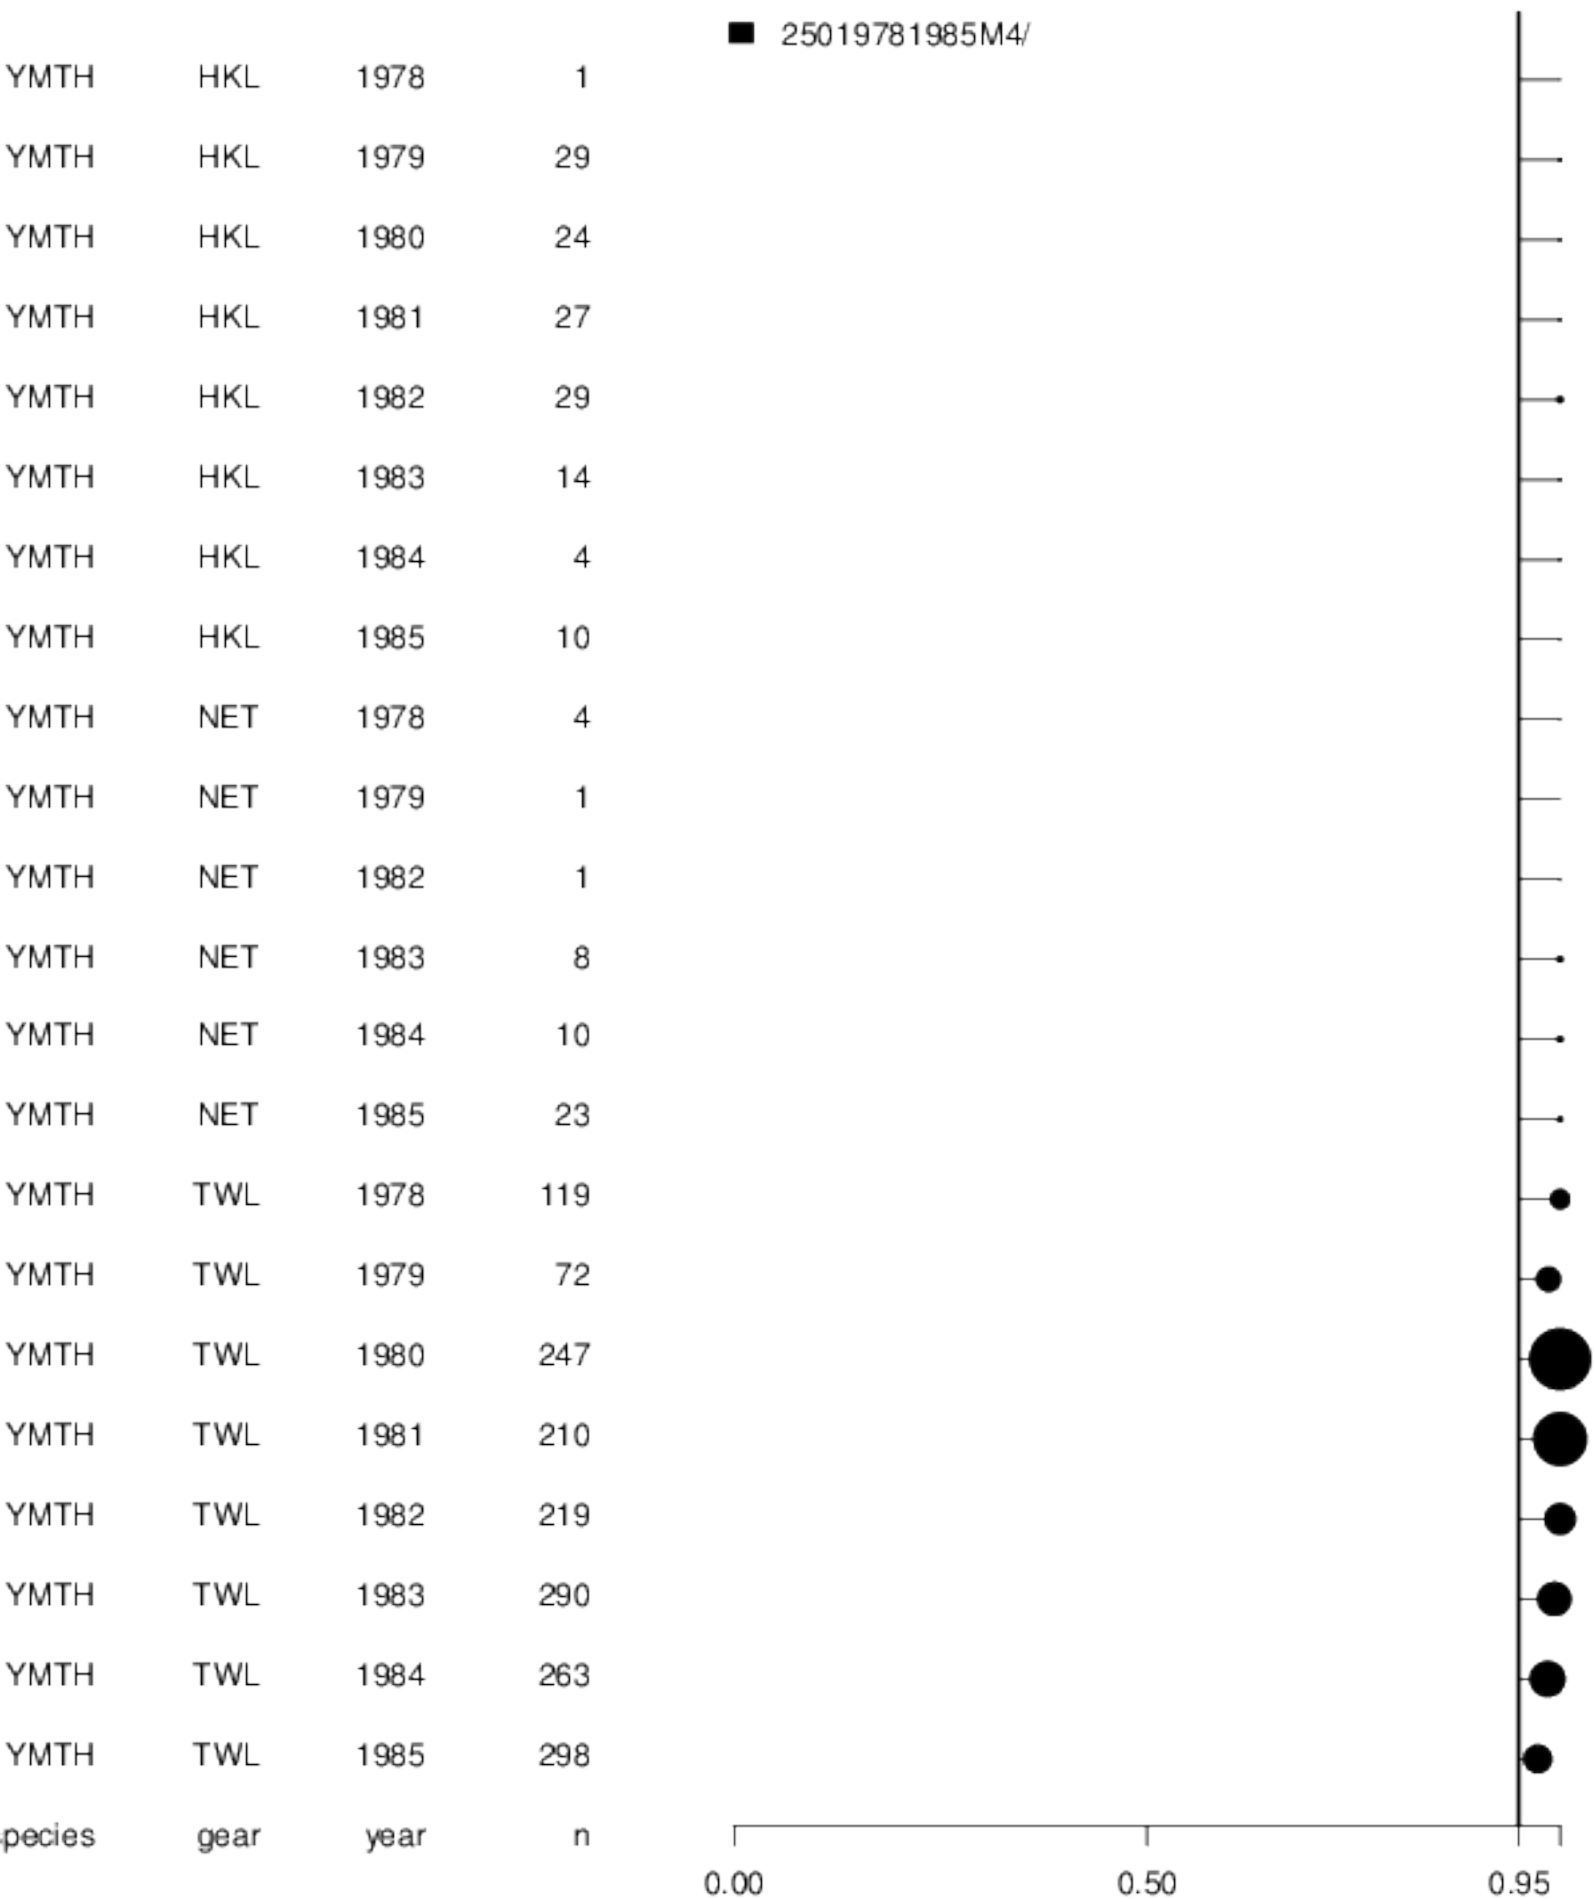 25019781985M4/
YMTH HKL 1978 1
YMTH HKL 1979 29
YMTH HKL 1980 24
YMTH HKL 1981 27
YMTH HKL 1982 29
YMTH HKL 1983 14
YMTH HKL 1984 4
YMTH HKL 1985 10
YMTH NET 1978 4
YMTH NET 1979 1
YMTH NET 1982 1
YMTH NET 1983 8
YMTH NET 1984 10
YMTH NET 1985 23
YMTH TWL 1978 119
YMTH TWL 1979 72
YMTH TWL 1980 247
YMTH TWL 1981 210
YMTH TWL 1982 219
YMTH TWL 1983 290
YMTH TWL 1984 263
YMTH TWL 1985 298
pecies gear year n
0.00 0.50 0.95